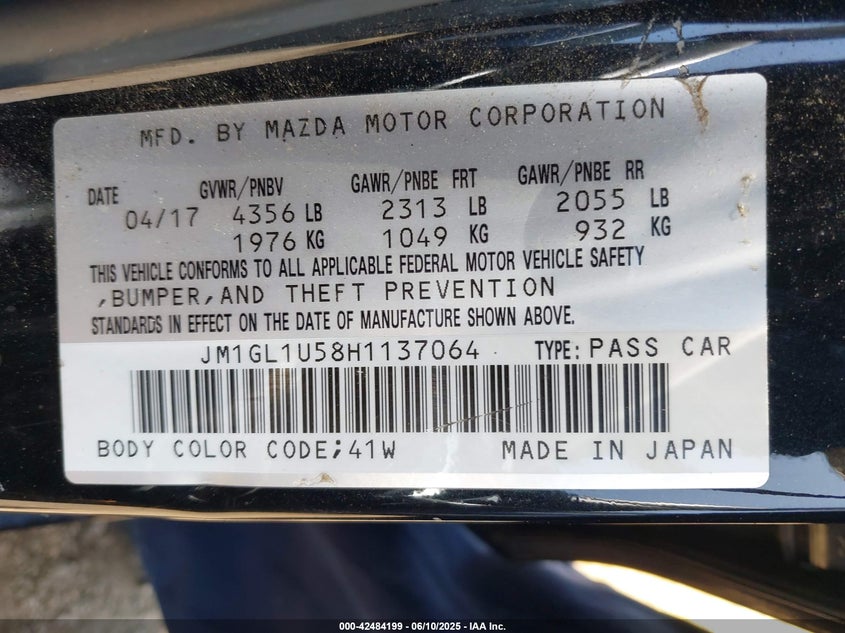 MFD. BY MAZDA MOTOR CORPORATION
DATE GVWR/PNBV GAWR/PNBE FRT GAWR/PNBE RR
04/17 4356 LB 2313 LB 2055 LB
1976 KG 1049 KG 932 KG
THIS VEHICLE CONFORMS TO ALL APPLICABLE FEDERAL MOTOR VEHICLE SAFETY
,BUMPER,AND THEFT PREVENTION
STANDARDS IN EFFECT ON THE DATE OF MANUFACTURE SHOWN ABOVE.
JM1GL1U58H1137064 TYPE: PASS CAR
BODY COLOR CODE;41W MADE IN JAPAN
000-42484199 - 06/10/2025 - IAA Inc.